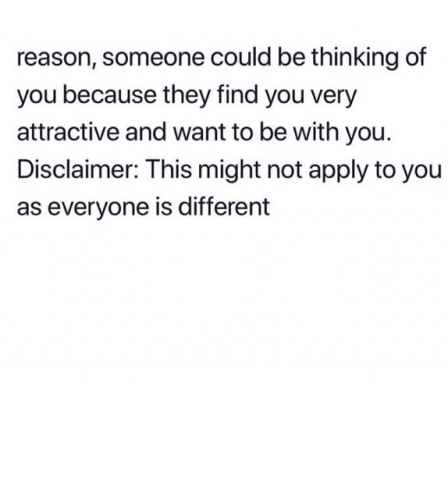 reason, someone could be thinking of
you because they find you very
attractive and want to be with you.
Disclaimer: This might not apply to you
as everyone is different